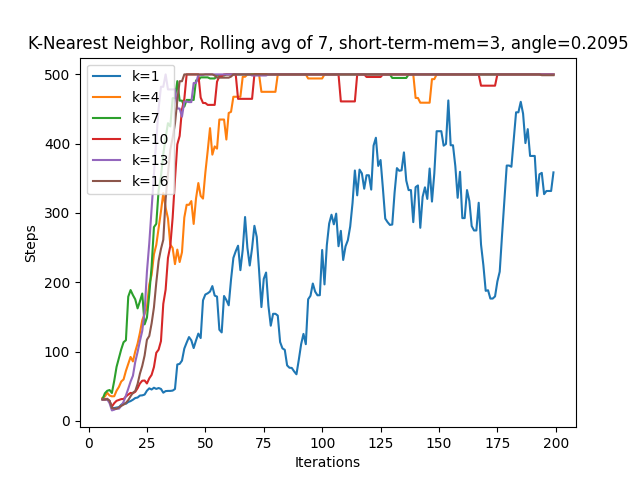 K-Nearest Neighbor, Rolling avg of 7, short-term-mem=3, angle=0.2095
k=1
k=4
k=7
k=10
k=13
k=16
500
400
300
200
100
0
Steps
0 25 50 75 100 125 150 175 200
Iterations